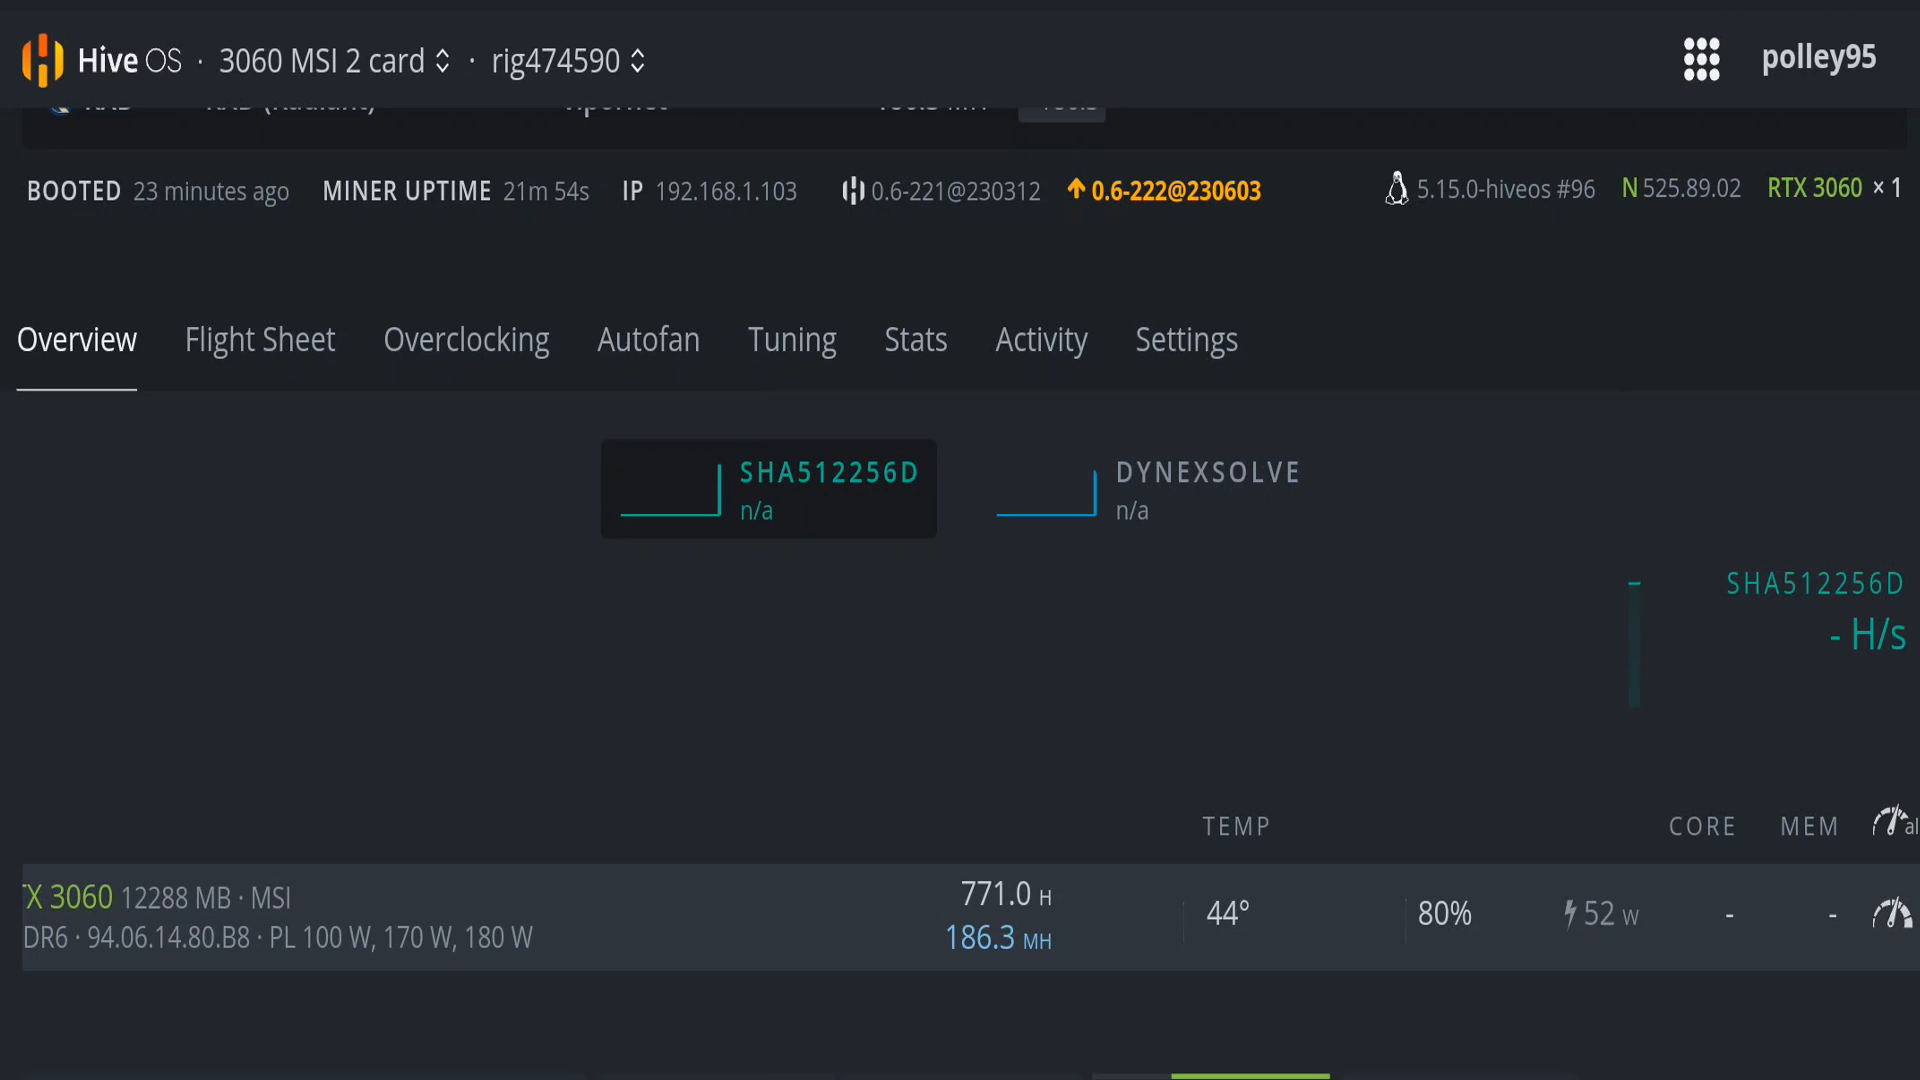 Hive OS · 3060 MSI 2 card · rig474590
polley95
BOOTED 23 minutes ago MINER UPTIME 21m 54s IP 192.168.1.103 0.6-221@230312 0.6-222@230603 5.15.0-hiveos #96 N 525.89.02 RTX 3060 × 1
Overview Flight Sheet Overclocking Autofan Tuning Stats Activity Settings
SHA512256D
n/a
DYNEXSOLVE
n/a
SHA512256D
- H/s
TEMP CORE MEM
X 3060 12288 MB · MSI
DR6 · 94.06.14.80.B8 · PL 100 W, 170 W, 180 W
771.0 H
186.3 MH
44° 80% 52 W - -